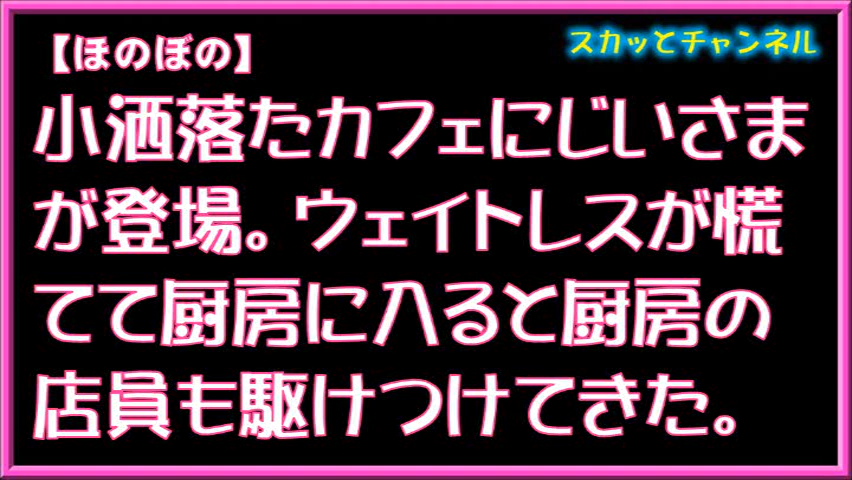 【ほのぼの】
スカッとチャンネル
小洒落たカフェにじいさま
が登場。ウェイトレスが慌
てて厨房に入ると厨房の
店員も駆けつけてきた。